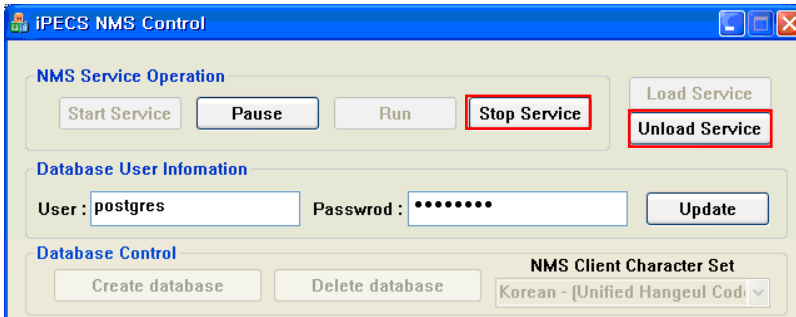 iPECS NMS Control
NMS Service Operation
Start Service Pause Run Stop Service
Load Service
Unload Service
Database User Infomation
User : postgres Passwrod : •••••••• Update
Database Control
Create database Delete database
NMS Client Character Set
Korean - (Unified Hangeul Cod